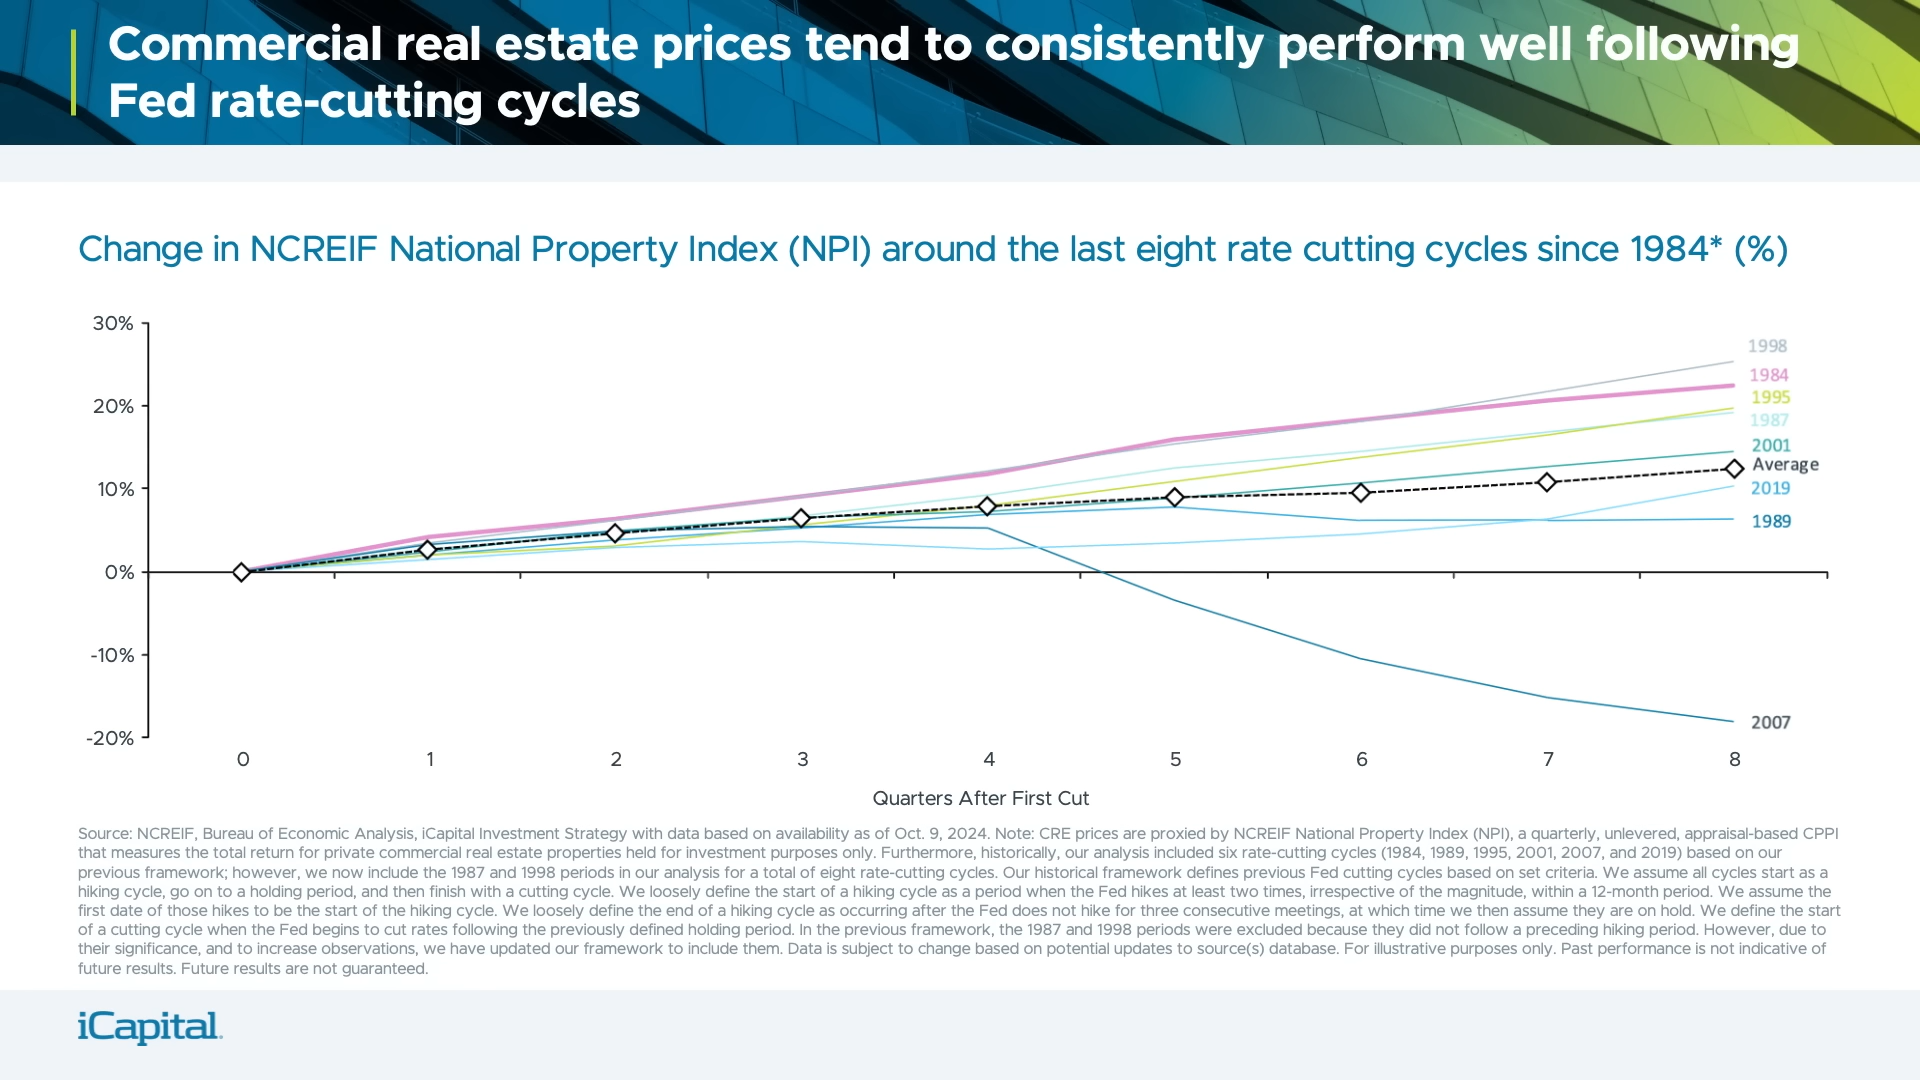 Commercial real estate prices tend to consistently perform well following
Fed rate-cutting cycles
Change in NCREIF National Property Index (NPI) around the last eight rate cutting cycles since 1984* (%)
30%
20%
10%
0%
-10%
-20%
1998
1984
1995
1987
2001
Average
2019
1989
2007
0 1 2 3 4 5 6 7 8
Quarters After First Cut
Source: NCREIF, Bureau of Economic Analysis, iCapital Investment Strategy with data based on availability as of Oct. 9, 2024. Note: CRE prices are proxied by NCREIF National Property Index (NPI), a quarterly, unlevered, appraisal-based CPPI
that measures the total return for private commercial real estate properties held for investment purposes only. Furthermore, historically, our analysis included six rate-cutting cycles (1984, 1989, 1995, 2001, 2007, and 2019) based on our
previous framework; however, we now include the 1987 and 1998 periods in our analysis for a total of eight rate-cutting cycles. Our historical framework defines previous Fed cutting cycles based on set criteria. We assume all cycles start as a
hiking cycle, go on to a holding period, and then finish with a cutting cycle. We loosely define the start of a hiking cycle as a period when the Fed hikes at least two times, irrespective of the magnitude, within a 12-month period. We assume the
first date of those hikes to be the start of the hiking cycle. We loosely define the end of a hiking cycle as occurring after the Fed does not hike for three consecutive meetings, at which time we then assume they are on hold. We define the start
of a cutting cycle when the Fed begins to cut rates following the previously defined holding period. In the previous framework, the 1987 and 1998 periods were excluded because they did not follow a preceding hiking period. However, due to
their significance, and to increase observations, we have updated our framework to include them. Data is subject to change based on potential updates to source(s) database. For illustrative purposes only. Past performance is not indicative of
future results. Future results are not guaranteed.
iCapital.